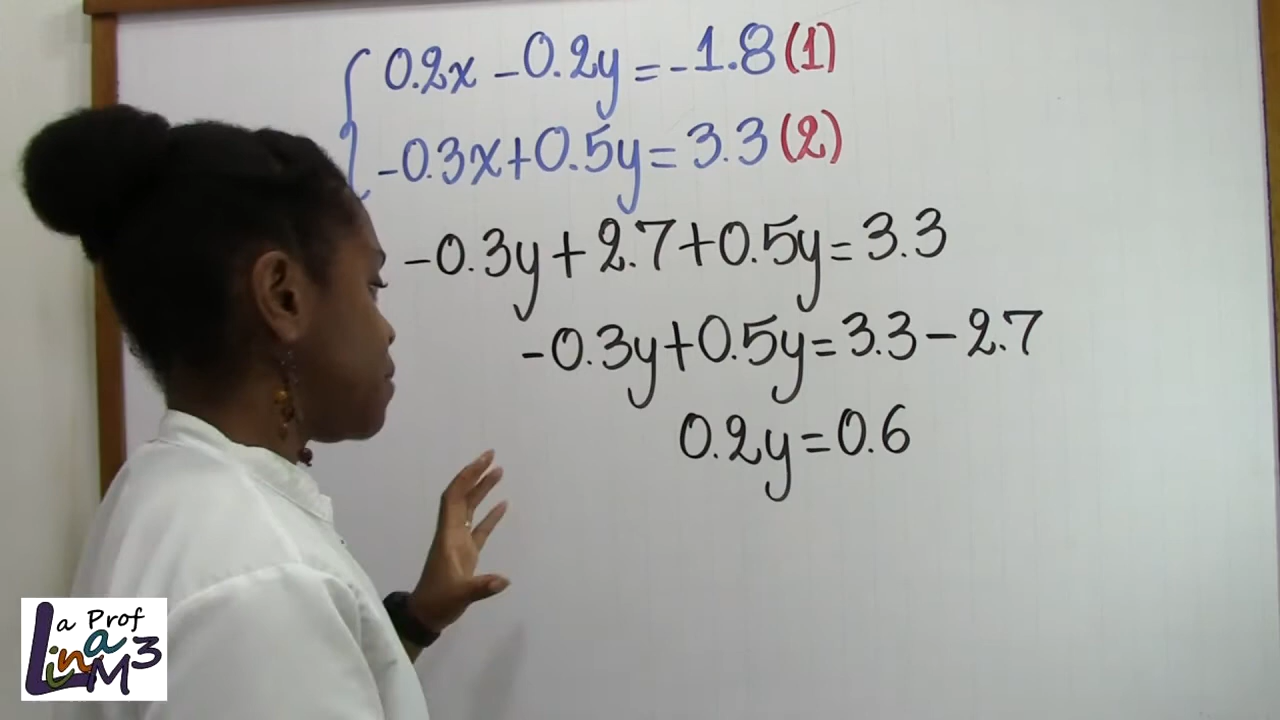 0.2x - 0.2y = -1.8 (1)
-0.3x + 0.5y = 3.3 (2)
-0.3y + 2.7 + 0.5y = 3.3
-0.3y + 0.5y = 3.3 - 2.7
0.2y = 0.6
La Prof
Lina M3